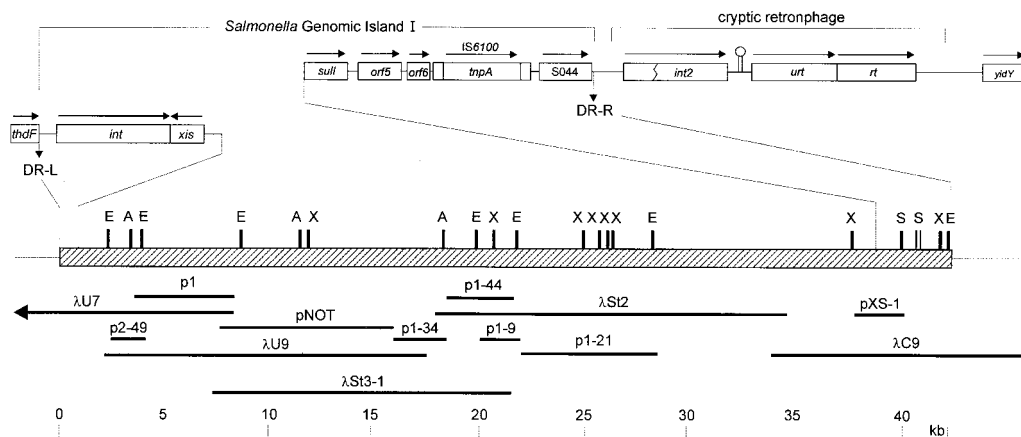 cryptic retronphage
Salmonella Genomic Island I
IS6100
sulI orf5 orf6 tnpA S044 int2 urt rt yidY
DR-R
thdF int xis
DR-L
E A E E A X A E X E X X X X E X S S X E
p1 p1-44
λU7 λSt2
pNOT pXS-1
p2-49 p1-34 p1-9
λU9 p1-21 λC9
λSt3-1
0 5 10 15 20 25 30 35 40 kb